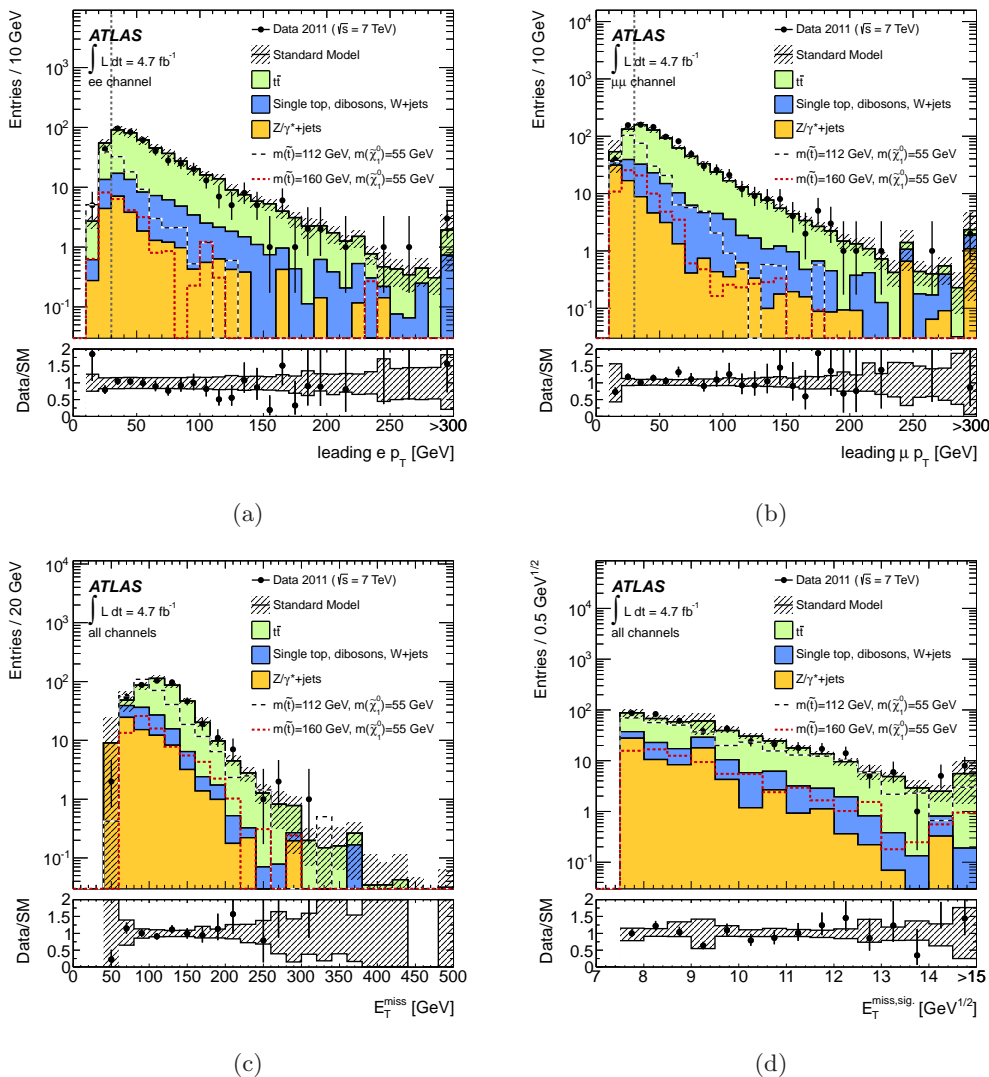 ATLAS
∫ L dt = 4.7 fb⁻¹
ee channel
Data 2011 (√s = 7 TeV)
Standard Model
tt̄
Single top, dibosons, W+jets
Z/γ*+jets
m(t̃)=112 GeV, m(χ̃₁⁰)=55 GeV
m(t̃)=160 GeV, m(χ̃₁⁰)=55 GeV
Entries / 10 GeV
10⁴
10³
10²
10
1
10⁻¹
Data/SM
2
1.5
1
0.5
0
0 50 100 150 200 250 >300
leading e p_T [GeV]
(a)
ATLAS
∫ L dt = 4.7 fb⁻¹
μμ channel
Data 2011 (√s = 7 TeV)
Standard Model
tt̄
Single top, dibosons, W+jets
Z/γ*+jets
m(t̃)=112 GeV, m(χ̃₁⁰)=55 GeV
m(t̃)=160 GeV, m(χ̃₁⁰)=55 GeV
Entries / 10 GeV
10⁴
10³
10²
10
1
10⁻¹
Data/SM
2
1.5
1
0.5
0
0 50 100 150 200 250 >300
leading μ p_T [GeV]
(b)
ATLAS
∫ L dt = 4.7 fb⁻¹
all channels
Data 2011 (√s = 7 TeV)
Standard Model
tt̄
Single top, dibosons, W+jets
Z/γ*+jets
m(t̃)=112 GeV, m(χ̃₁⁰)=55 GeV
m(t̃)=160 GeV, m(χ̃₁⁰)=55 GeV
Entries / 20 GeV
10⁴
10³
10²
10
1
10⁻¹
Data/SM
2
1.5
1
0.5
0
0 50 100 150 200 250 300 350 400 450 500
E_T^miss [GeV]
(c)
ATLAS
∫ L dt = 4.7 fb⁻¹
all channels
Data 2011 (√s = 7 TeV)
Standard Model
tt̄
Single top, dibosons, W+jets
Z/γ*+jets
m(t̃)=112 GeV, m(χ̃₁⁰)=55 GeV
m(t̃)=160 GeV, m(χ̃₁⁰)=55 GeV
Entries / 0.5 GeV^1/2
10⁴
10³
10²
10
1
10⁻¹
Data/SM
2
1.5
1
0.5
0
7 8 9 10 11 12 13 14 >15
E_T^miss,sig. [GeV^1/2]
(d)